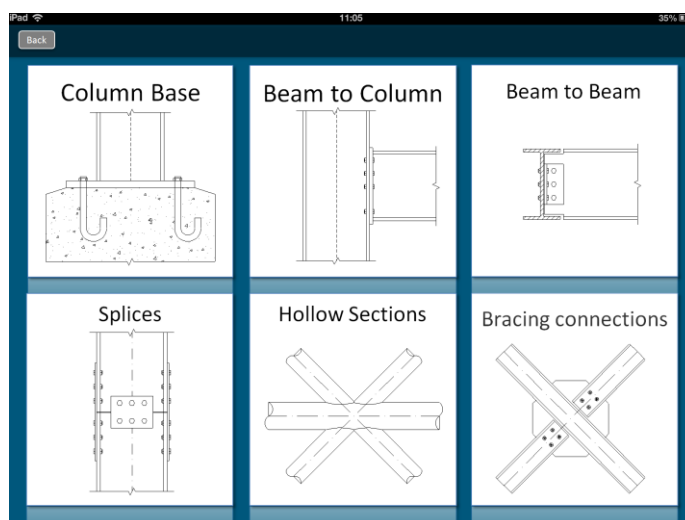 iPad 11:05 35%
Back
Column Base
Beam to Column
Beam to Beam
Splices
Hollow Sections
Bracing connections